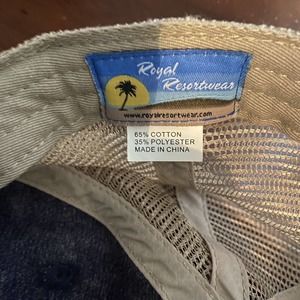 Royal
Resortwear
www.royalresortwear.com
65% COTTON
35% POLYESTER
MADE IN CHINA